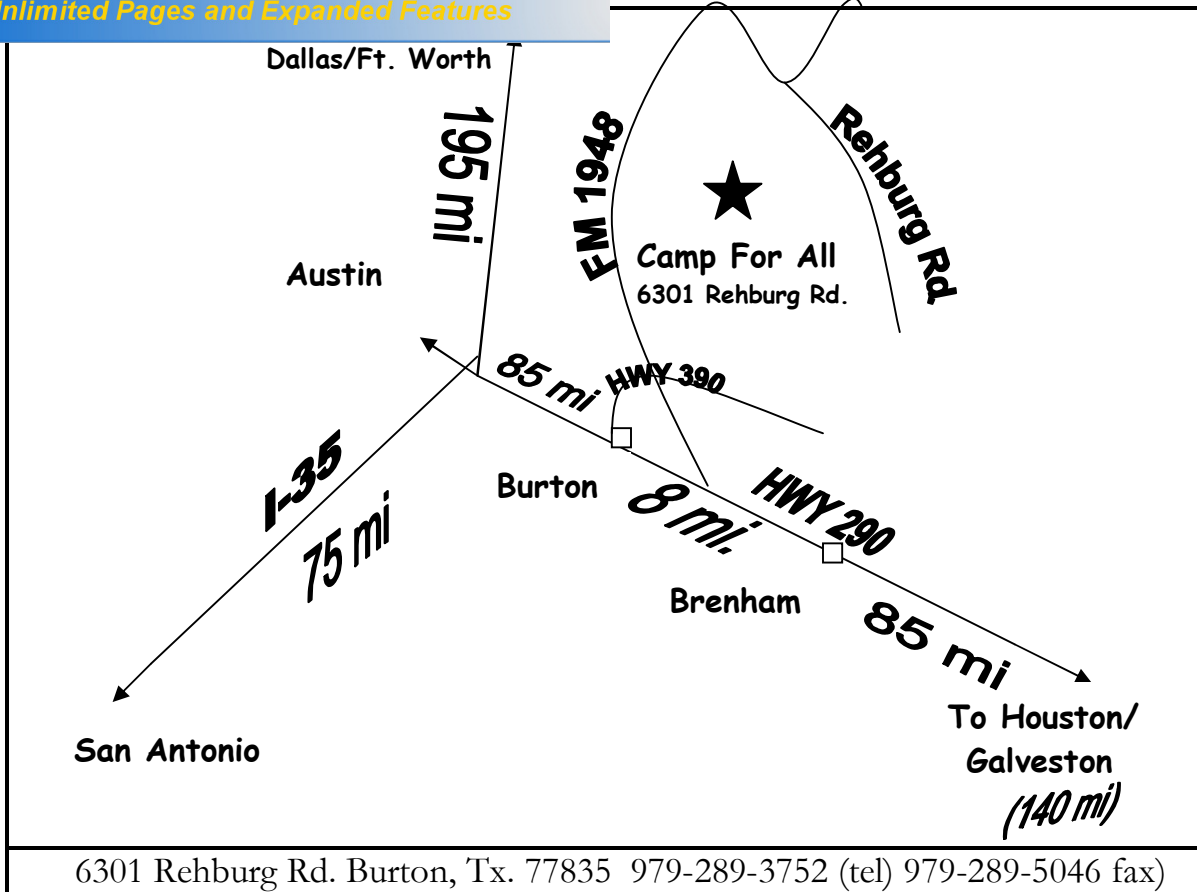 nlimited Pages and Expanded Features
Dallas/Ft. Worth
195 mi
FM 1948
Rehburg Rd
Camp For All
6301 Rehburg Rd.
Austin
85 mi
HWY 390
I-35
75 mi
Burton
8 mi.
HWY 290
Brenham
85 mi
San Antonio
To Houston/
Galveston
(140 mi)
6301 Rehburg Rd. Burton, Tx. 77835 979-289-3752 (tel) 979-289-5046 fax)